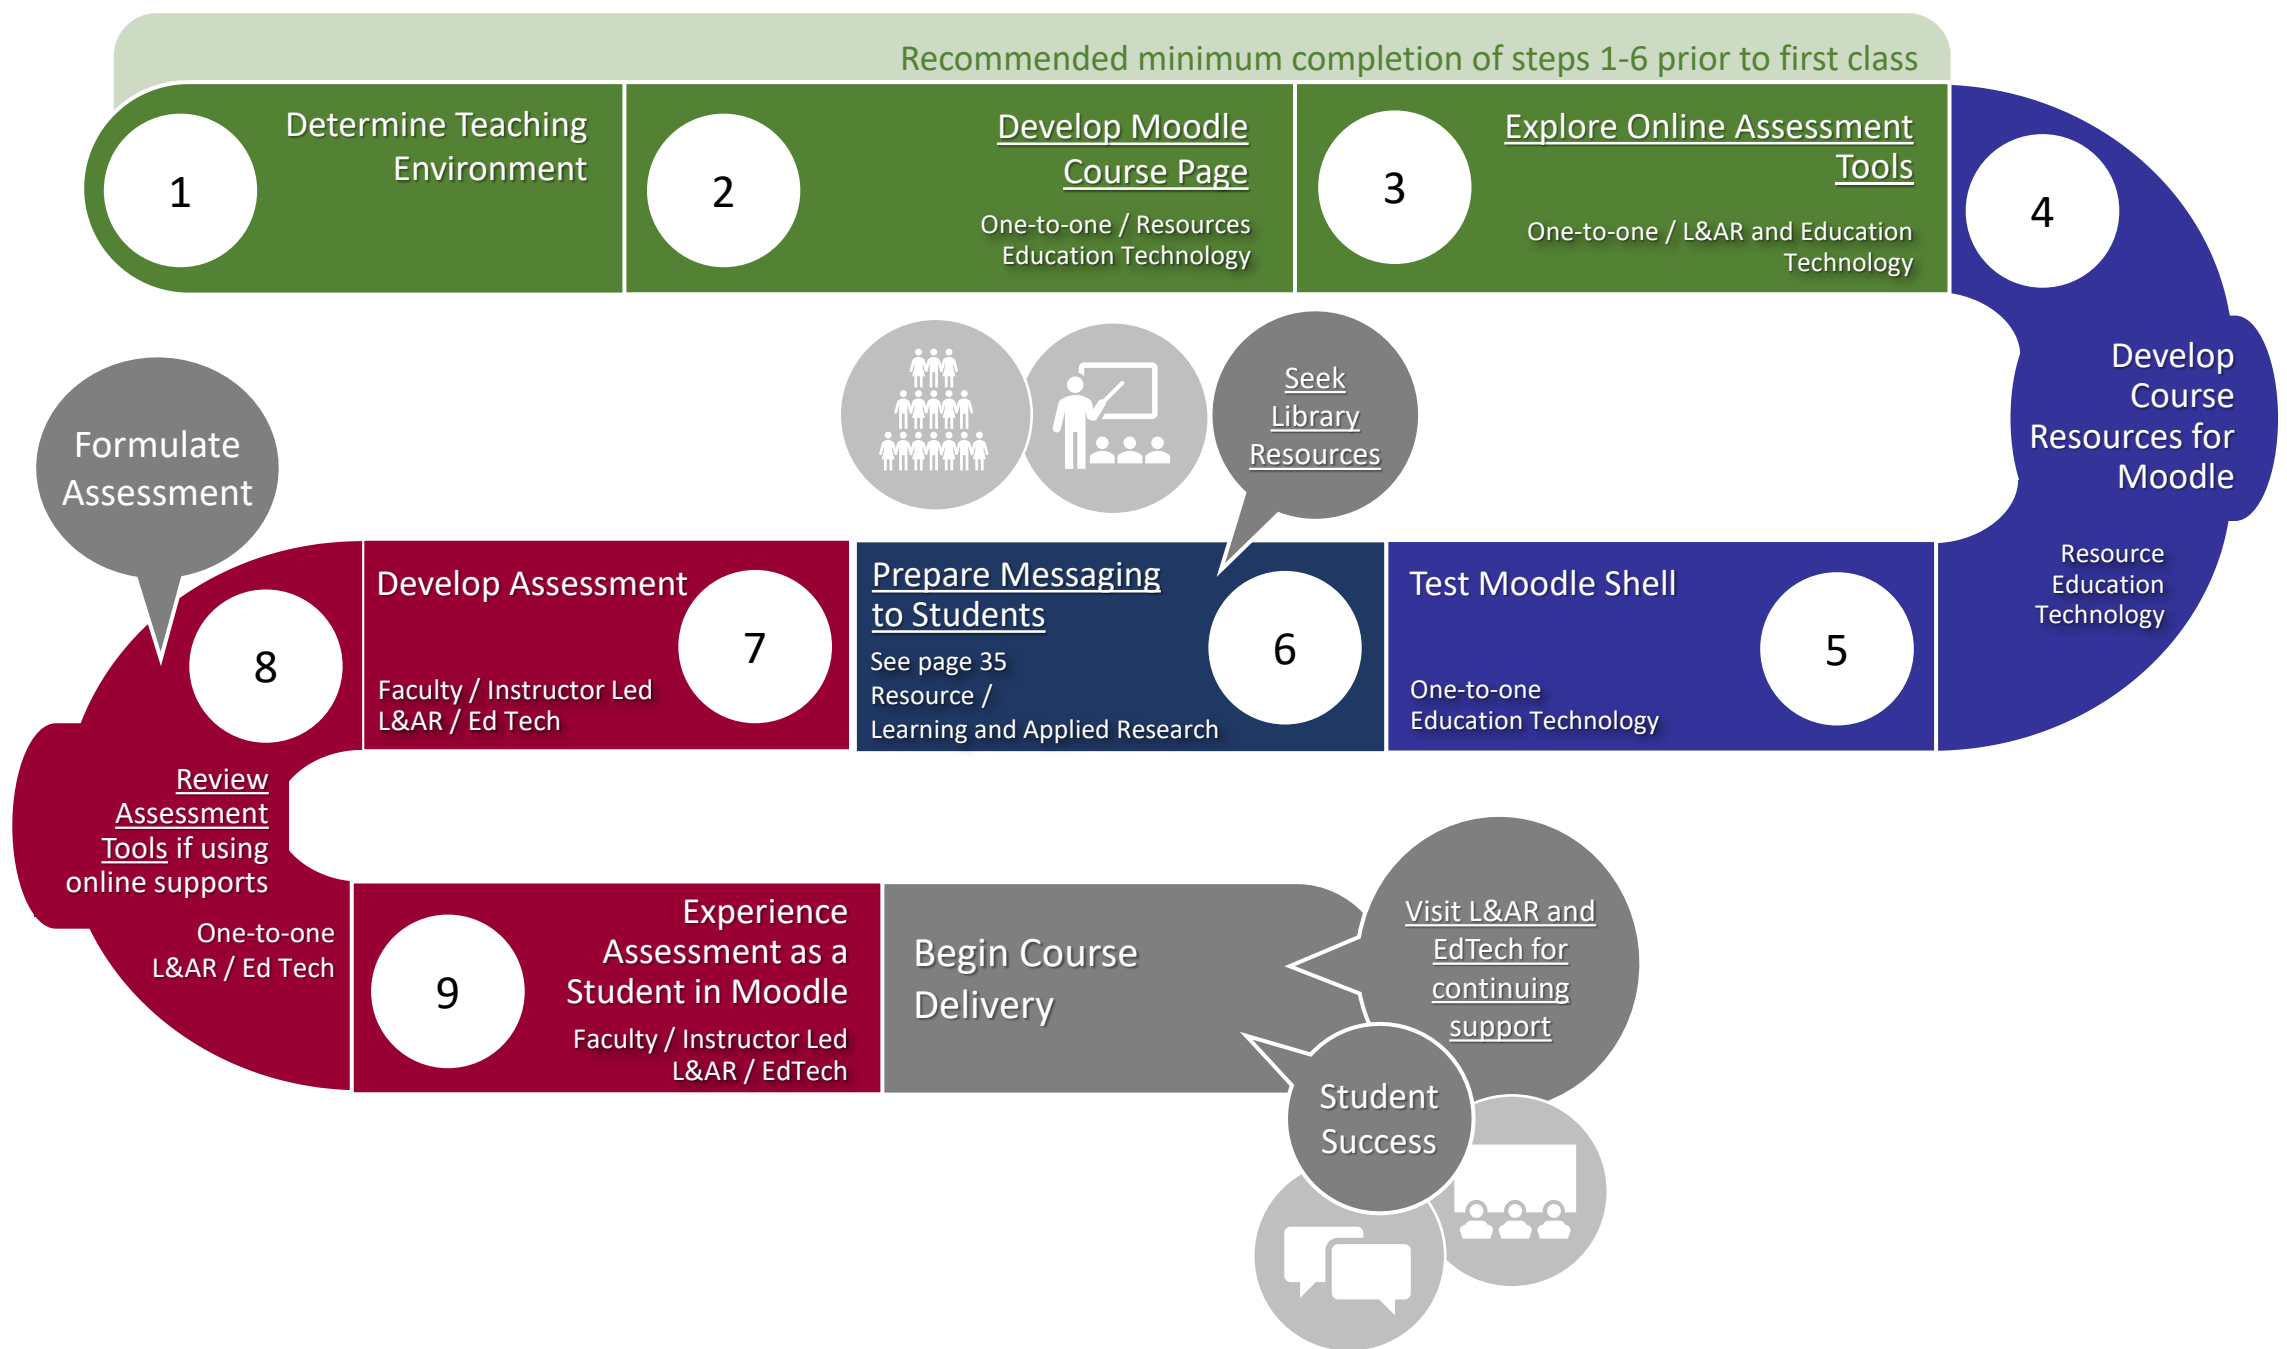 Recommended minimum completion of steps 1-6 prior to first class
1
Determine Teaching
Environment
2
Develop Moodle
Course Page
One-to-one / Resources
Education Technology
3
Explore Online Assessment
Tools
One-to-one / L&AR and Education
Technology
4
Develop
Course
Resources for
Moodle
Resource
Education
Technology
5
Test Moodle Shell
One-to-one
Education Technology
Seek
Library
Resources
6
Prepare Messaging
to Students
See page 35
Resource /
Learning and Applied Research
7
Develop Assessment
Faculty / Instructor Led
L&AR / Ed Tech
Formulate
Assessment
8
Review
Assessment
Tools if using
online supports
One-to-one
L&AR / Ed Tech
9
Experience
Assessment as a
Student in Moodle
Faculty / Instructor Led
L&AR / EdTech
Begin Course
Delivery
Visit L&AR and
EdTech for
continuing
support
Student
Success